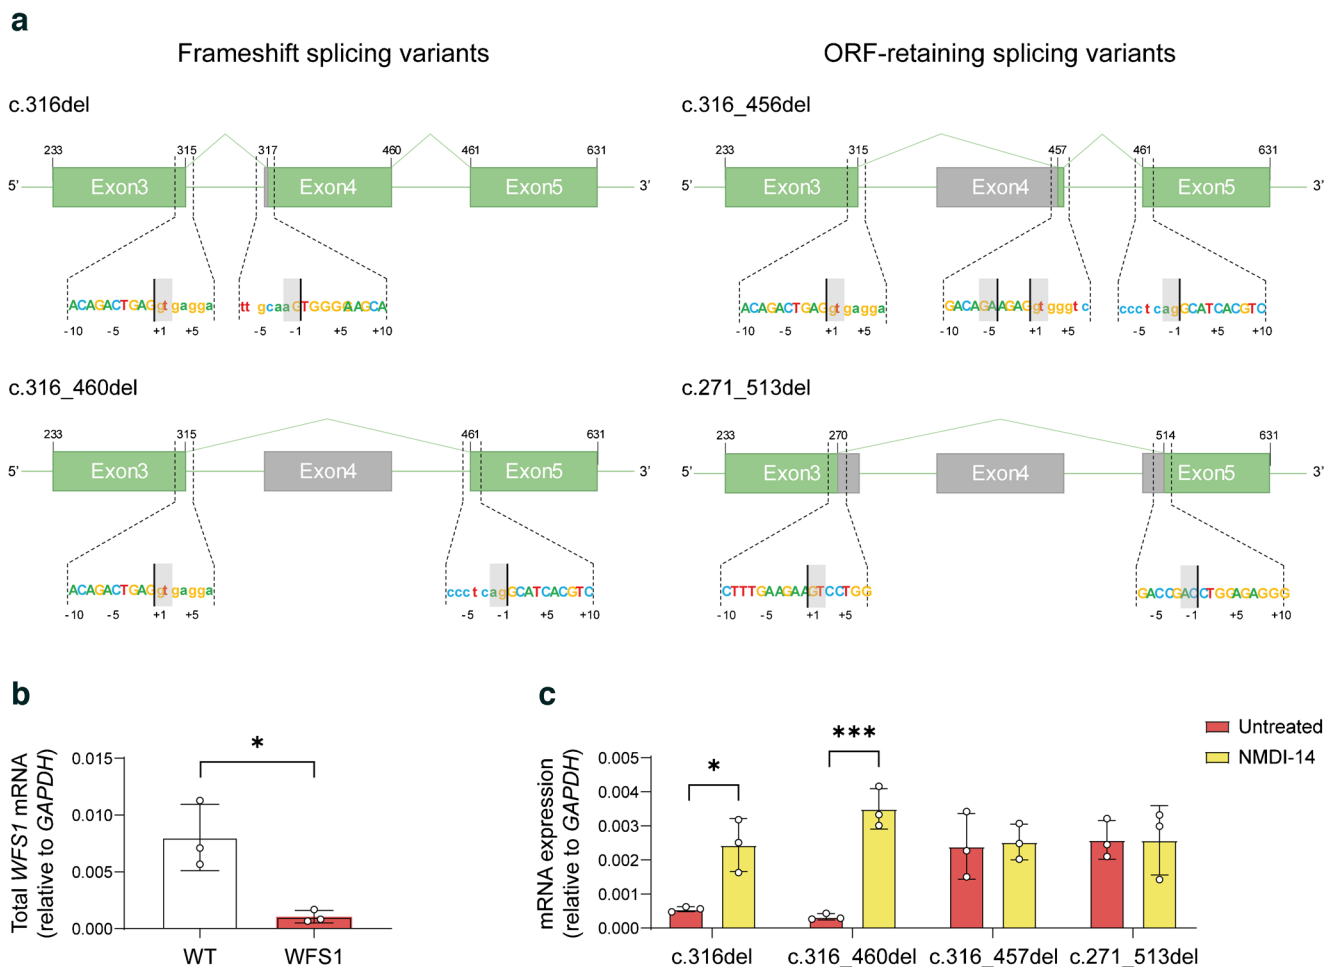 a
Frameshift splicing variants
ORF-retaining splicing variants
c.316del
233 315 317 460 461 631
5’ Exon3 Exon4 Exon5 3’
ACAGACTGAGgtgagga
ttgcaaGTGGGAAGCA
-10 -5 +1 +5
-5 -1 +5 +10
c.316_456del
233 315 457 461 631
5’ Exon3 Exon4 Exon5 3’
ACAGACTGAGgtgagga
GACAGAAGAGgtgggtc
ccctcagGCATCACGTC
-10 -5 +1 +5
-10 -5 +1 +5
-5 -1 +5 +10
c.316_460del
233 315 461 631
5’ Exon3 Exon4 Exon5 3’
ACAGACTGAGgtgagga
ccctcagGCATCACGTC
-10 -5 +1 +5
-5 -1 +5 +10
c.271_513del
233 270 514 631
5’ Exon3 Exon4 Exon5 3’
CTTTGAAGAAGTCCTGG
GACCGACCTGGAGAGGG
-10 -5 +1 +5
-5 -1 +5 +10
b
Total WFS1 mRNA
(relative to GAPDH)
0.015
0.010
0.005
0.000
*
WT WFS1
c
mRNA expression
(relative to GAPDH)
0.005
0.004
0.003
0.002
0.001
0.000
*
***
c.316del c.316_460del c.316_457del c.271_513del
Untreated
NMDI-14